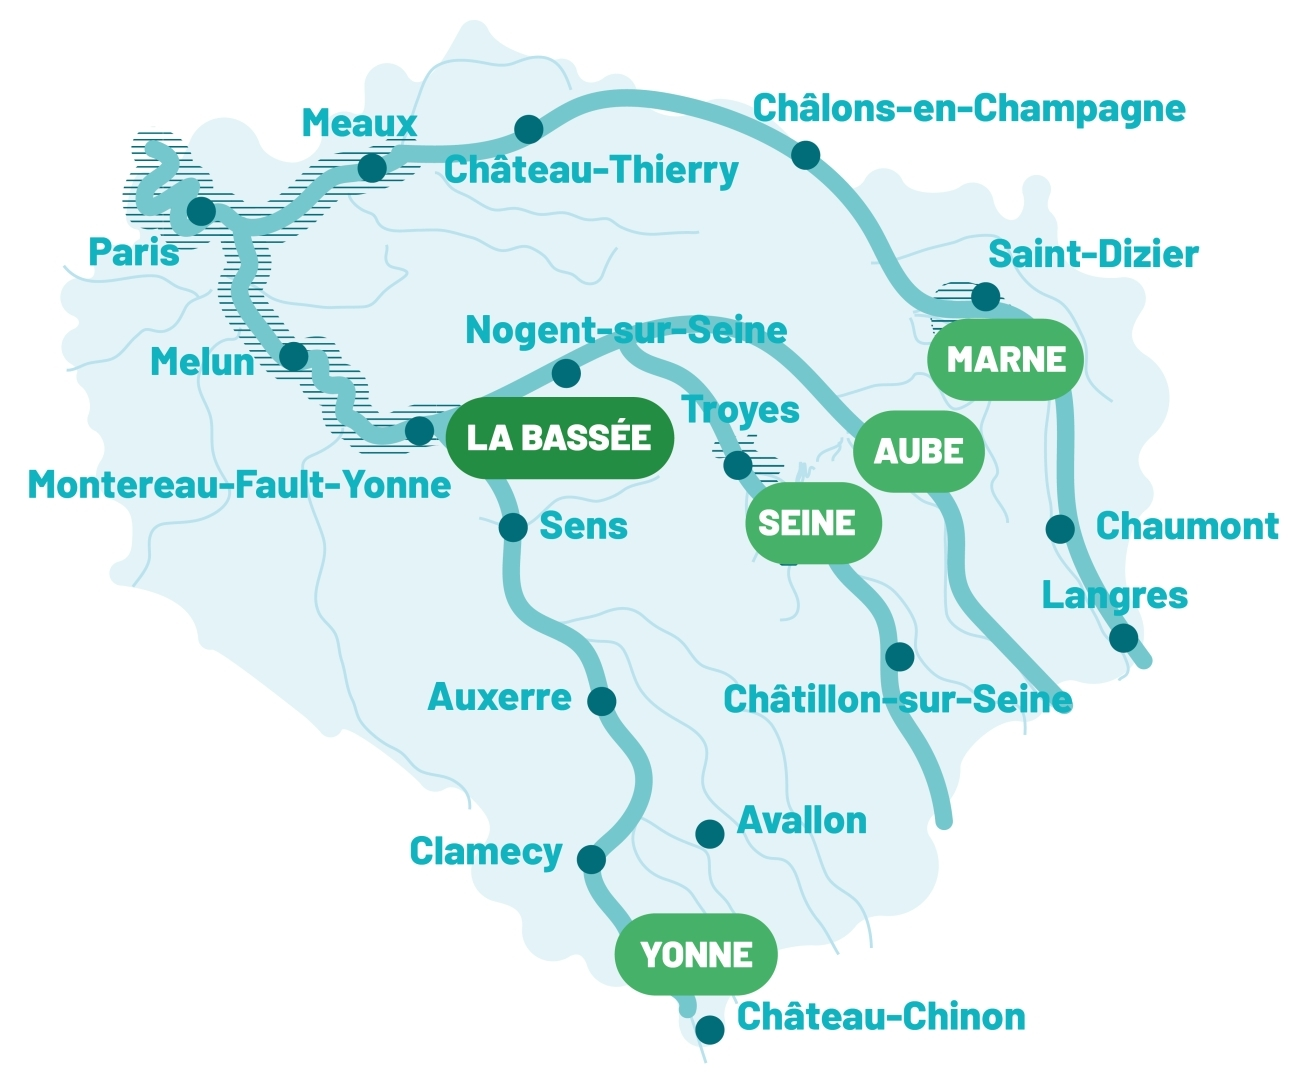 Châlons-en-Champagne
Meaux
Château-Thierry
Paris
Saint-Dizier
Nogent-sur-Seine
Melun
MARNE
Troyes
LA BASSÉE
AUBE
Montereau-Fault-Yonne
SEINE
Sens
Chaumont
Langres
Auxerre
Châtillon-sur-Seine
Avallon
Clamecy
YONNE
Château-Chinon